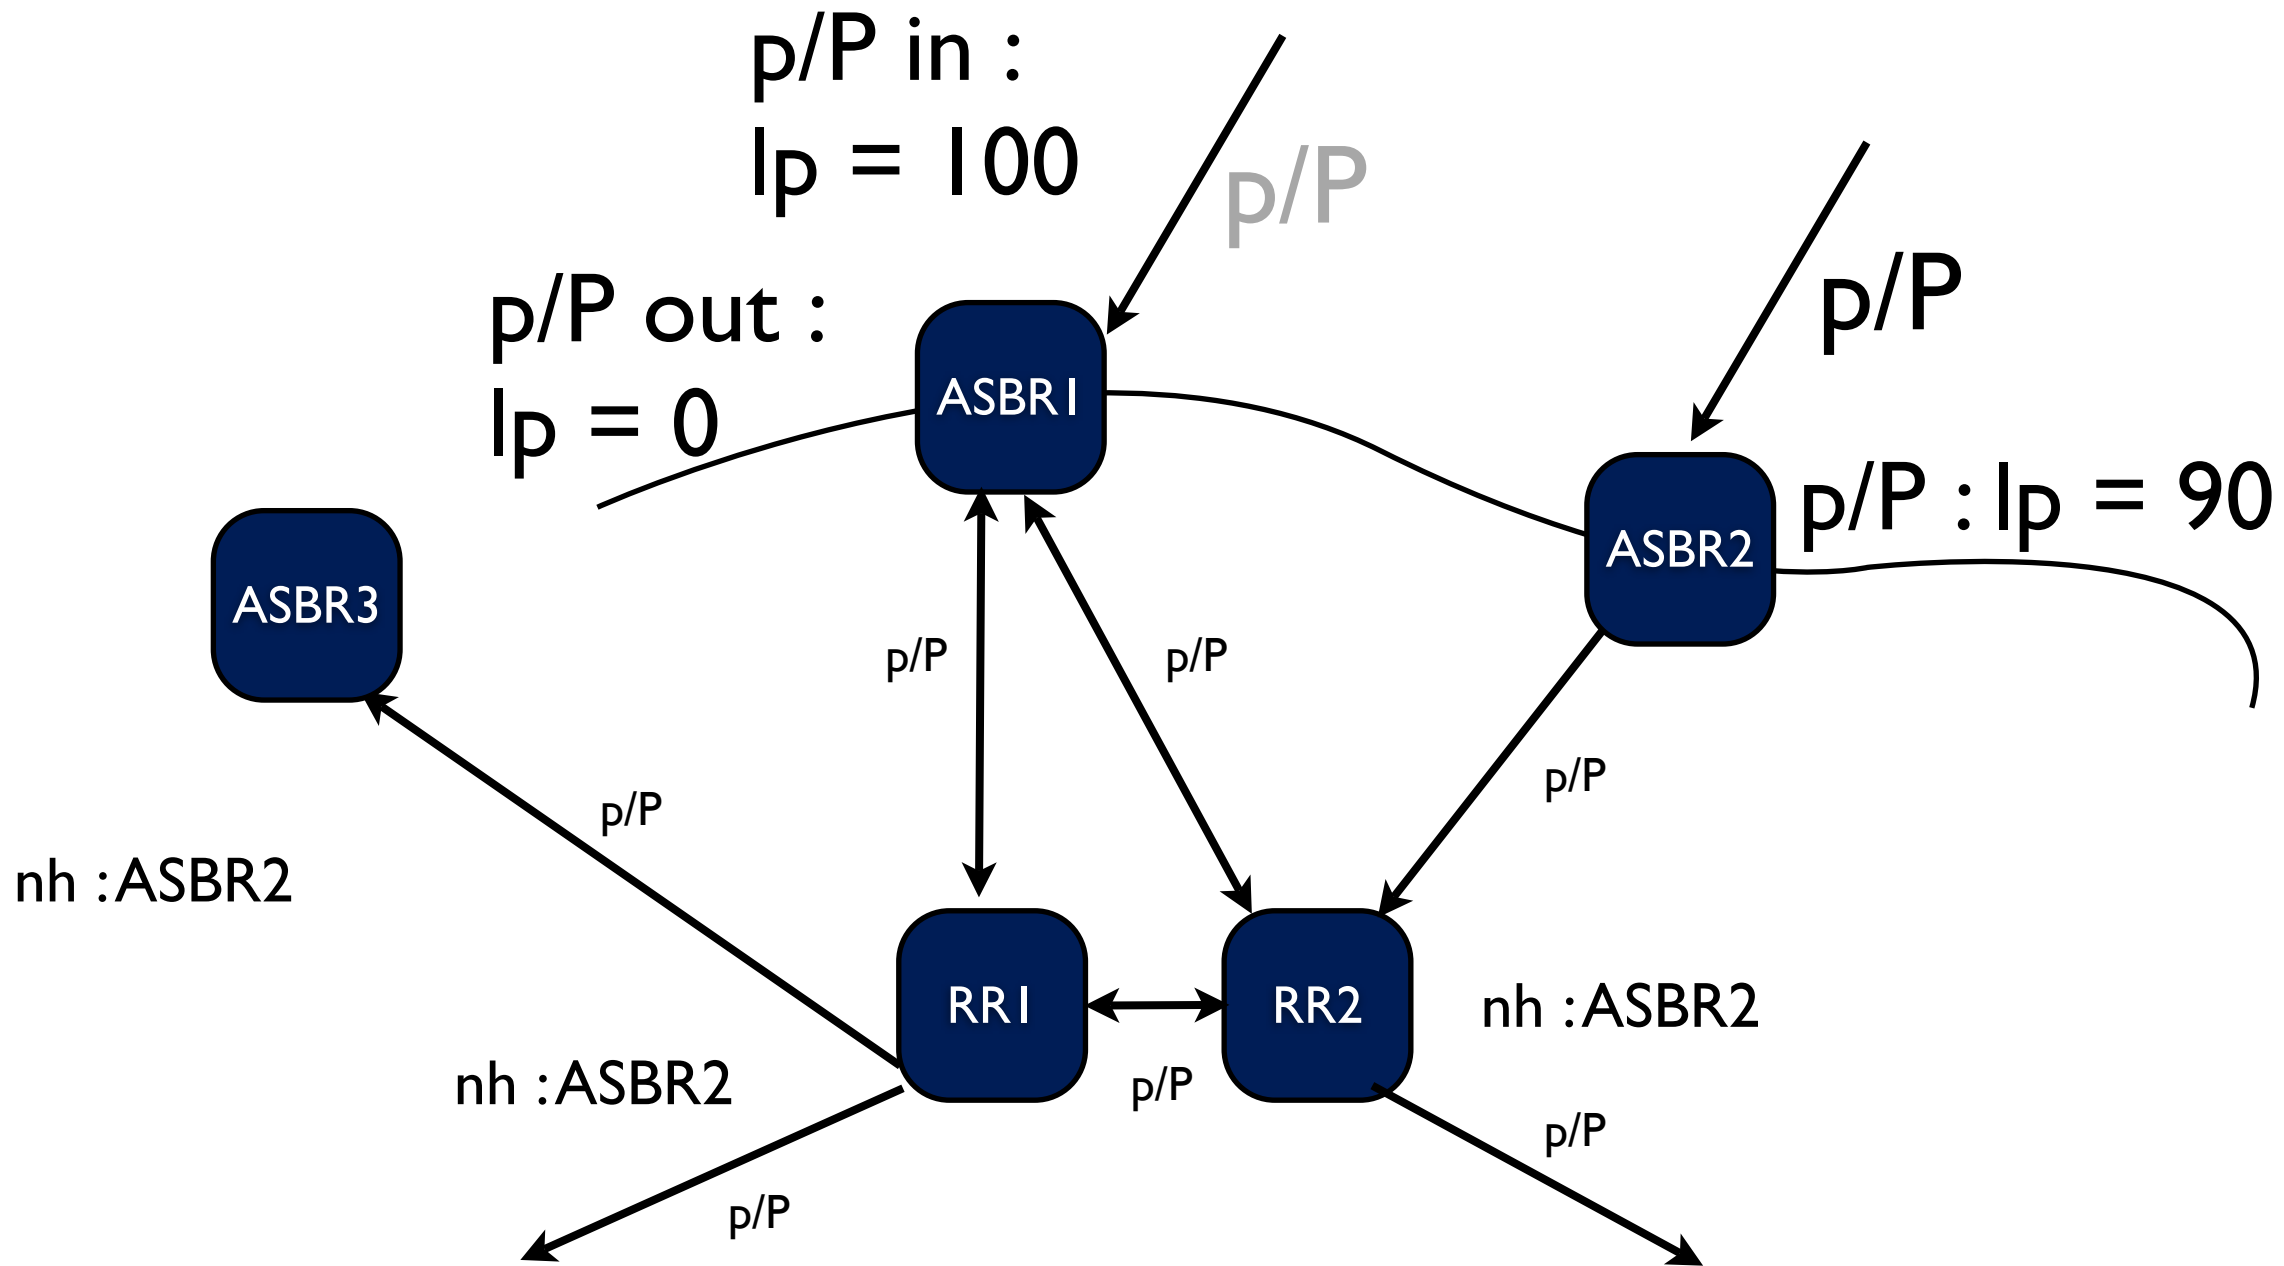 p/P in :
lp = 100
p/P
p/P out :
lp = 0
p/P
ASBR1
p/P : lp = 90
ASBR2
ASBR3
p/P
p/P
p/P
p/P
nh : ASBR2
RR1
RR2
nh : ASBR2
nh : ASBR2
p/P
p/P
p/P